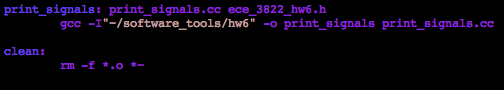 print_signals: print_signals.cc ece_3822_hw6.h
gcc -I"~/software_tools/hw6" -o print_signals print_signals.cc
clean:
rm -f *.o *~